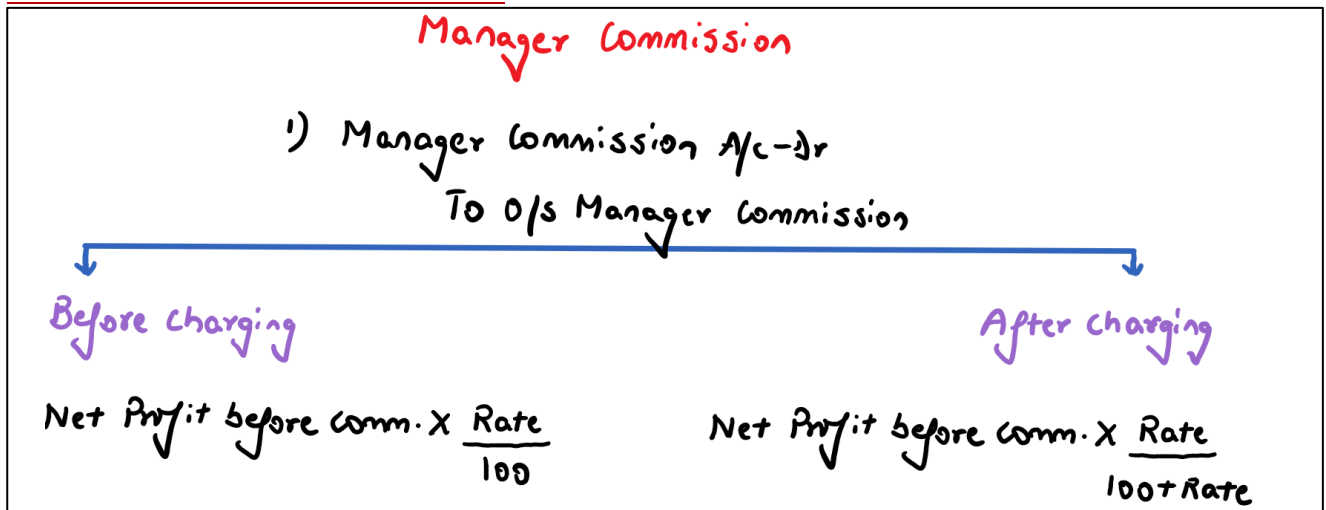 Manager Commission
1) Manager Commission A/c-Dr
To O/s Manager Commission
Before charging
After charging
Net Profit before comm. X Rate/100
Net Profit before comm. X Rate/100+Rate